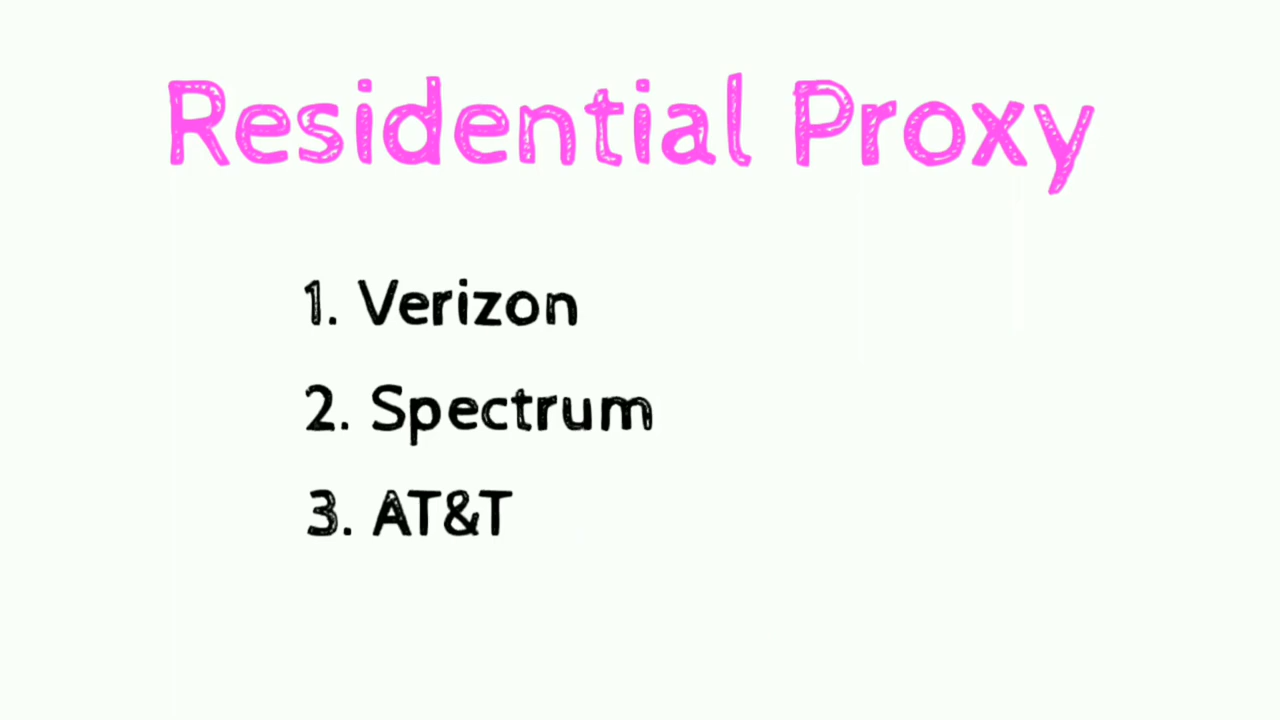 Residential Proxy
1. Verizon
2. Spectrum
3. AT&T